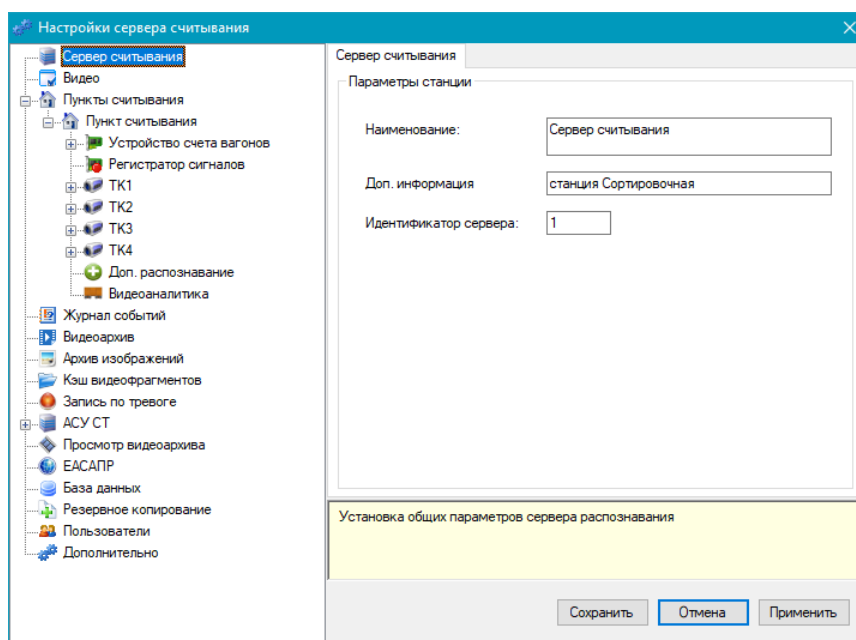 Настройки сервера считывания
Сервер считывания
Видео
Пункты считывания
Пункт считывания
Устройство счета вагонов
Регистратор сигналов
ТК1
ТК2
ТК3
ТК4
Доп. распознавание
Видеоаналитика
Журнал событий
Видеоархив
Архив изображений
Кэш видеофрагментов
Запись по тревоге
АСУ СТ
Просмотр видеоархива
ЕАСАПР
База данных
Резервное копирование
Пользователи
Дополнительно
Сервер считывания
Параметры станции
Наименование: Сервер считывания
Доп. информация станция Сортировочная
Идентификатор сервера: 1
Установка общих параметров сервера распознавания
Сохранить Отмена Применить